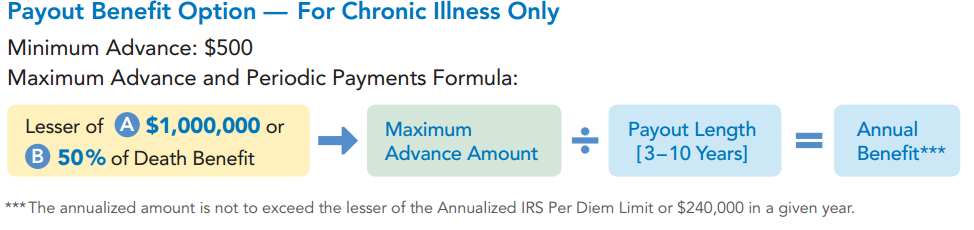 Payout Benefit Option — For Chronic Illness Only
Minimum Advance: $500
Maximum Advance and Periodic Payments Formula:
Lesser of A $1,000,000 or
B 50% of Death Benefit
Maximum
Advance Amount
÷
Payout Length
[3–10 Years]
=
Annual
Benefit***
***The annualized amount is not to exceed the lesser of the Annualized IRS Per Diem Limit or $240,000 in a given year.